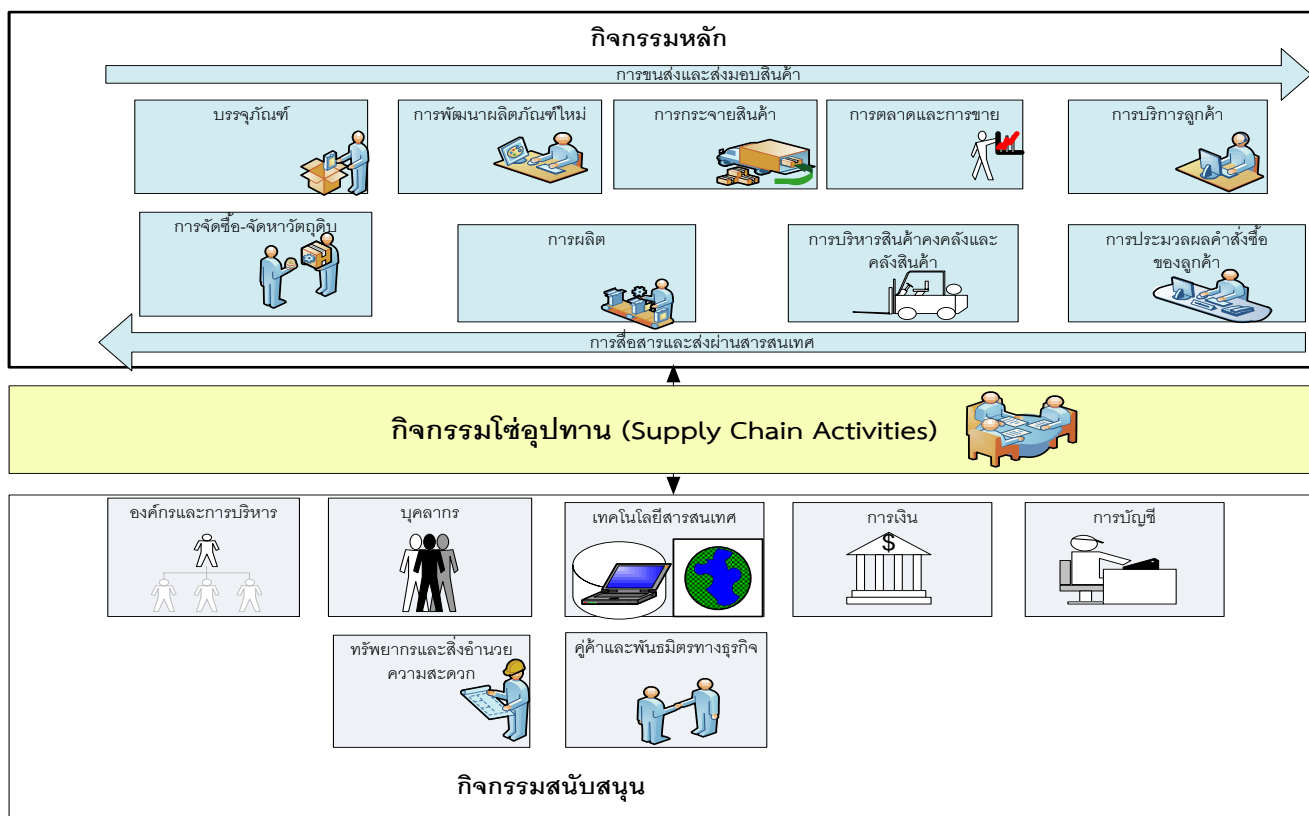 กิจกรรมหลัก
การขนส่งและส่งมอบสินค้า
บรรจุภัณฑ์
การพัฒนาผลิตภัณฑ์ใหม่
การกระจายสินค้า
การตลาดและการขาย
การบริการลูกค้า
การจัดซื้อ-จัดหาวัตถุดิบ
การผลิต
การบริหารสินค้าคงคลังและ
คลังสินค้า
การประมวลผลคำสั่งซื้อ
ของลูกค้า
การสื่อสารและส่งผ่านสารสนเทศ
กิจกรรมโซ่อุปทาน (Supply Chain Activities)
องค์กรและการบริหาร
บุคลากร
เทคโนโลยีสารสนเทศ
การเงิน
$
การบัญชี
ทรัพยากรและสิ่งอำนวย
ความสะดวก
คู่ค้าและพันธมิตรทางธุรกิจ
กิจกรรมสนับสนุน